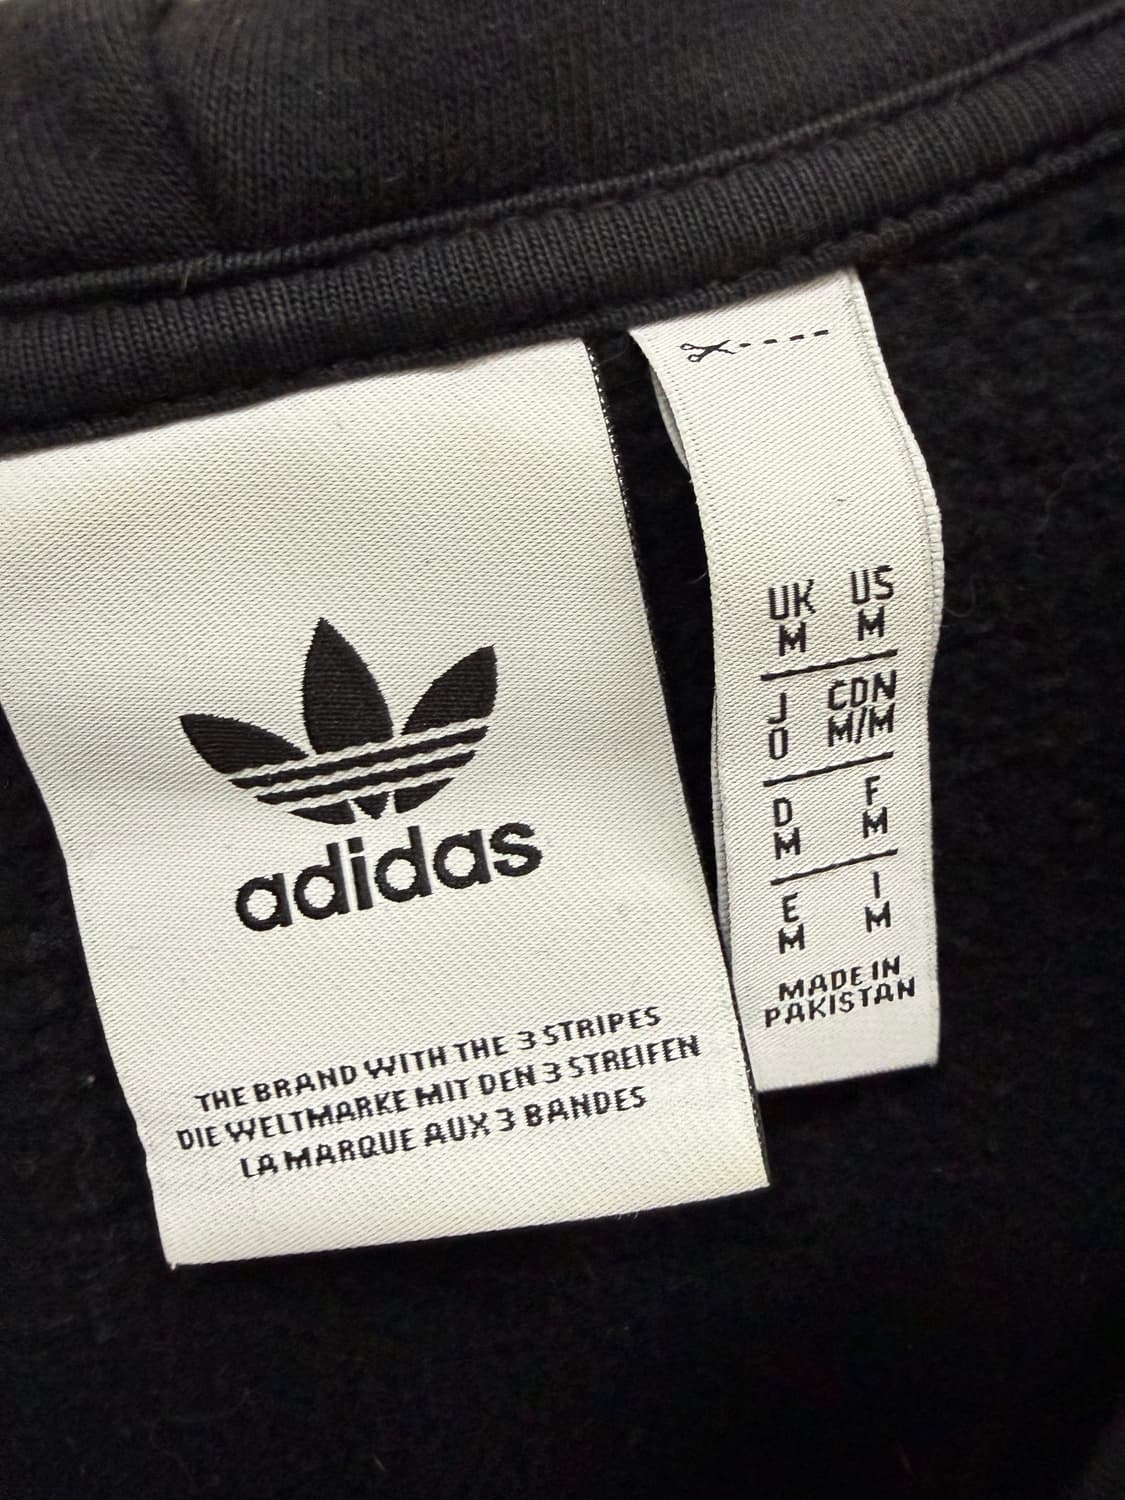 adidas
THE BRAND WITH THE 3 STRIPES
DIE WELTMARKE MIT DEN 3 STREIFEN
LA MARQUE AUX 3 BANDES
UK US
M M
J CDN
O M/M
D F
M M
E I
M M
MADE IN
PAKISTAN